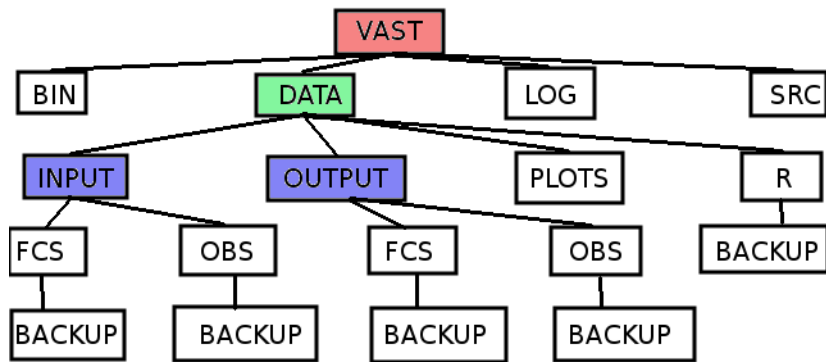 VAST
BIN DATA LOG SRC
INPUT OUTPUT PLOTS R
FCS OBS FCS OBS BACKUP
BACKUP BACKUP BACKUP BACKUP